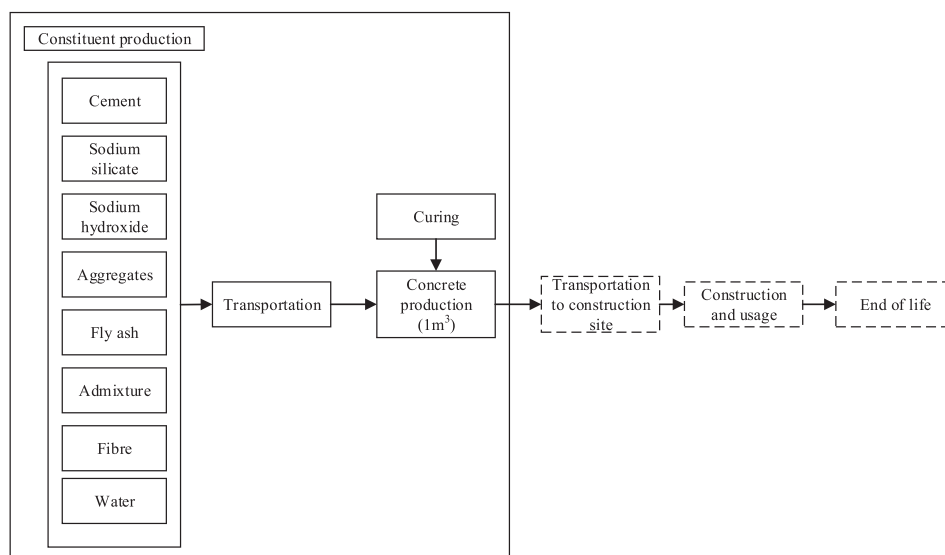 Constituent production
Cement
Sodium
silicate
Sodium
hydroxide
Aggregates
Fly ash
Admixture
Fibre
Water
Transportation
Curing
Concrete
production
(1m³)
Transportation
to construction
site
Construction
and usage
End of life